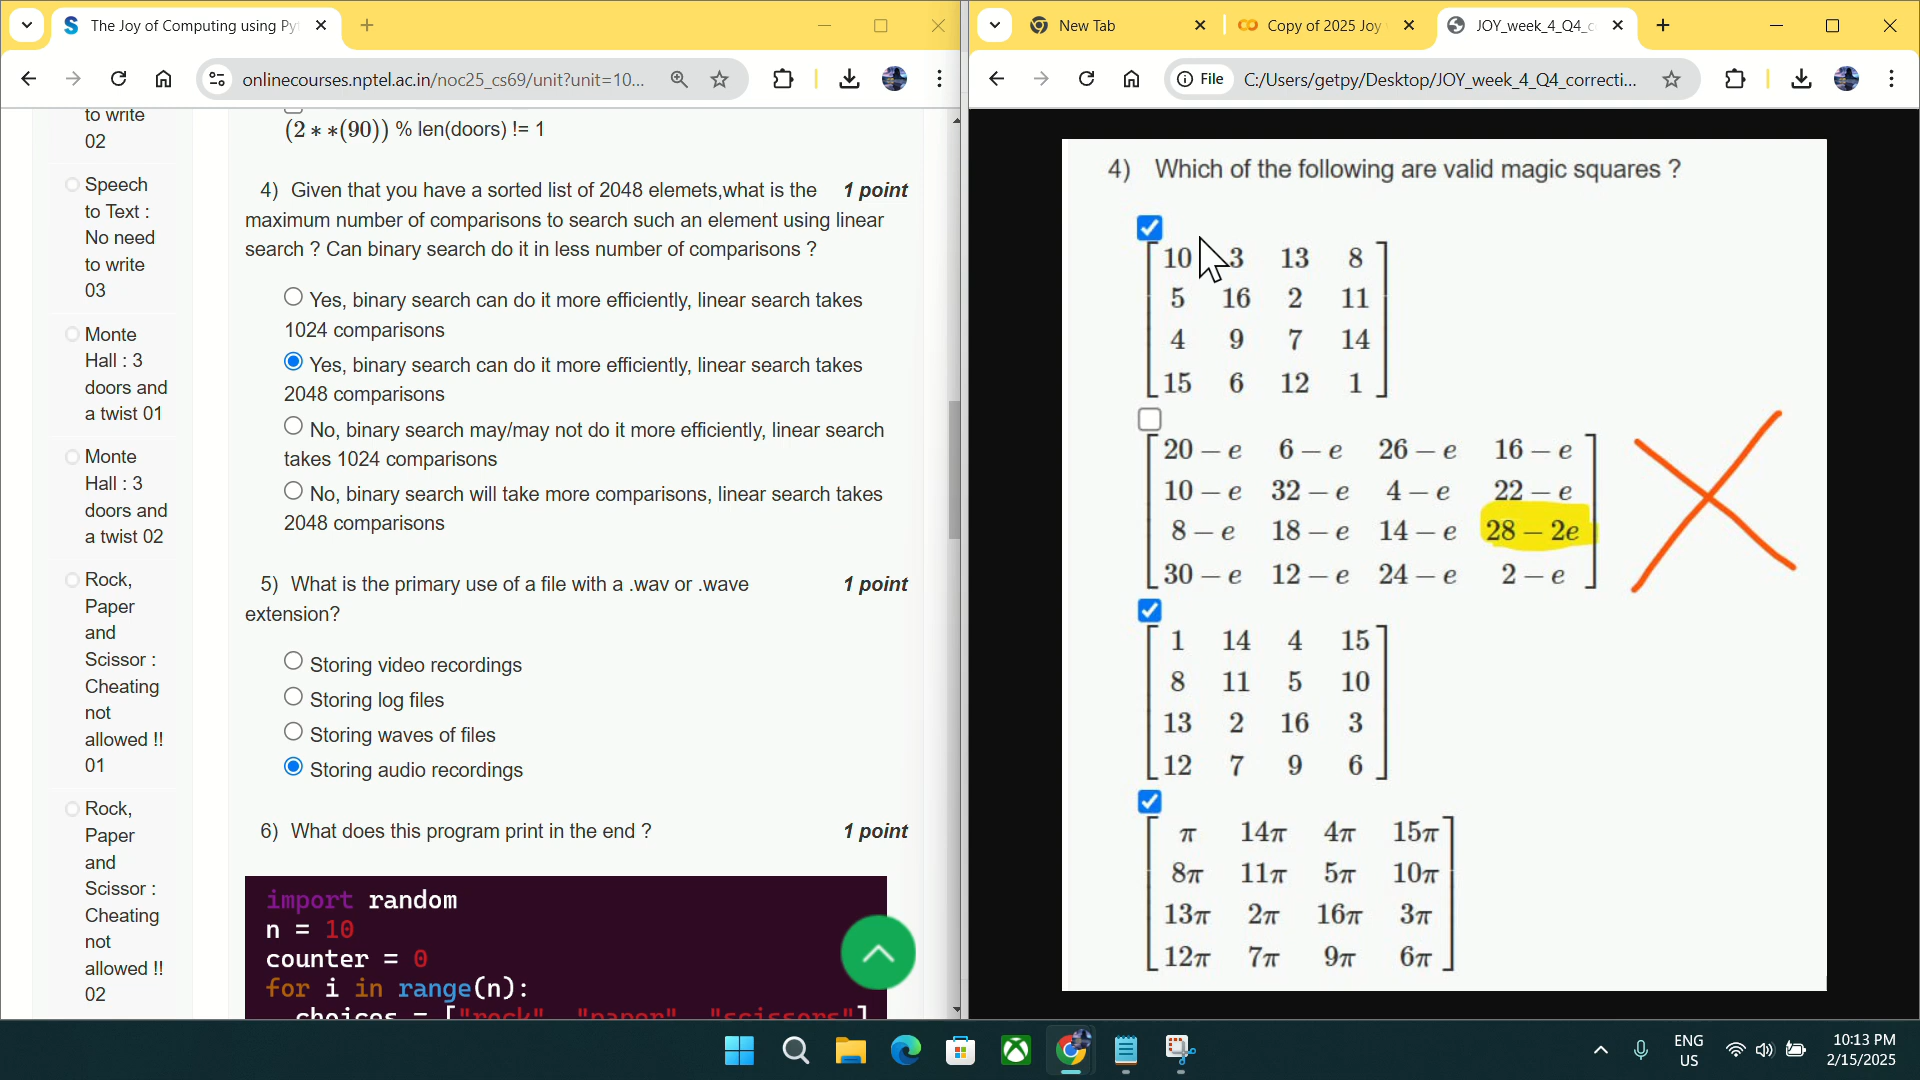 The Joy of Computing using Py
onlinecourses.nptel.ac.in/noc25_cs69/unit?unit=10...
to write
02
Speech
to Text :
No need
to write
03
Monte
Hall : 3
doors and
a twist 01
Monte
Hall : 3
doors and
a twist 02
Rock,
Paper
and
Scissor :
Cheating
not
allowed !!
01
Rock,
Paper
and
Scissor :
Cheating
not
allowed !!
02
(2 * *(90)) % len(doors) != 1
4) Given that you have a sorted list of 2048 elemets,what is the 1 point
maximum number of comparisons to search such an element using linear
search ? Can binary search do it in less number of comparisons ?
Yes, binary search can do it more efficiently, linear search takes
1024 comparisons
Yes, binary search can do it more efficiently, linear search takes
2048 comparisons
No, binary search may/may not do it more efficiently, linear search
takes 1024 comparisons
No, binary search will take more comparisons, linear search takes
2048 comparisons
5) What is the primary use of a file with a .wav or .wave 1 point
extension?
Storing video recordings
Storing log files
Storing waves of files
Storing audio recordings
6) What does this program print in the end ? 1 point
import random
n = 10
counter = 0
for i in range(n):
choices = ["rock", "paper", "scissors"]
New Tab
Copy of 2025 Joy
JOY_week_4_Q4_c
File C:/Users/getpy/Desktop/JOY_week_4_Q4_correcti...
4) Which of the following are valid magic squares ?
10 3 13 8
5 16 2 11
4 9 7 14
15 6 12 1
20 − e 6 − e 26 − e 16 − e
10 − e 32 − e 4 − e 22 − e
8 − e 18 − e 14 − e 28 − 2e
30 − e 12 − e 24 − e 2 − e
1 14 4 15
8 11 5 10
13 2 16 3
12 7 9 6
π 14π 4π 15π
8π 11π 5π 10π
13π 2π 16π 3π
12π 7π 9π 6π
ENG
US
10:13 PM
2/15/2025